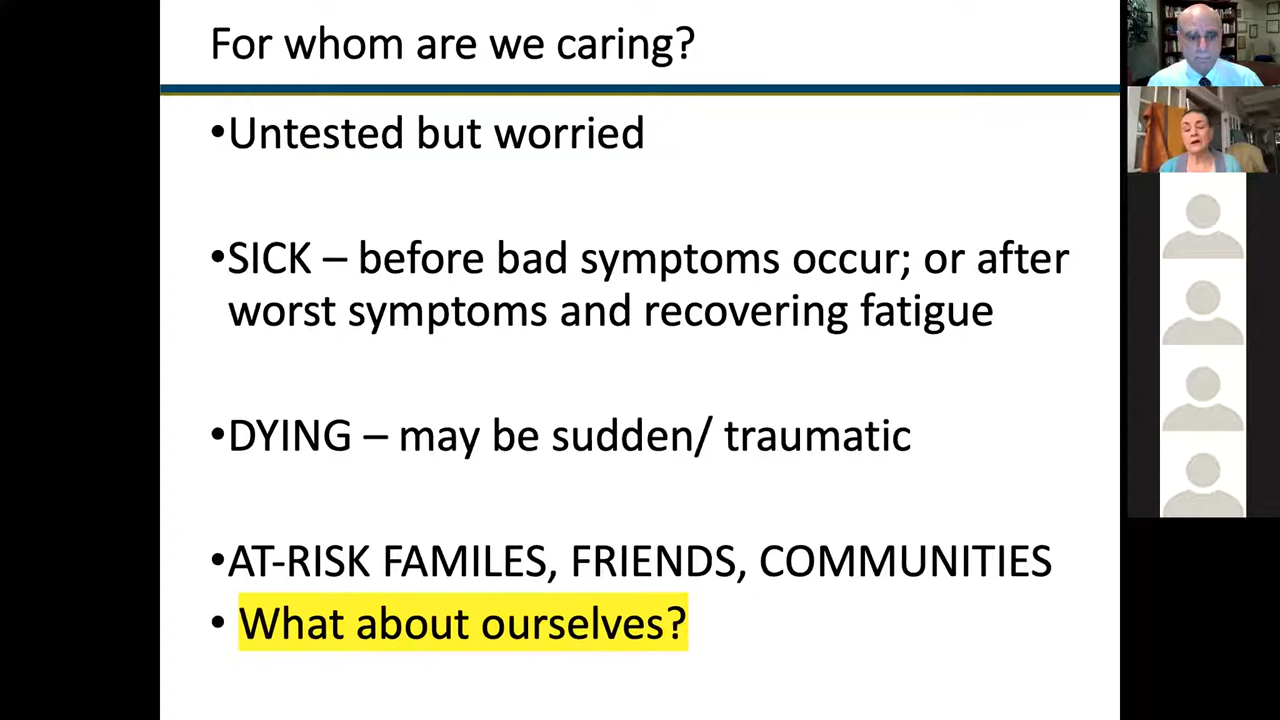 For whom are we caring?
•Untested but worried
•SICK – before bad symptoms occur; or after
worst symptoms and recovering fatigue
•DYING – may be sudden/ traumatic
•AT-RISK FAMILES, FRIENDS, COMMUNITIES
• What about ourselves?